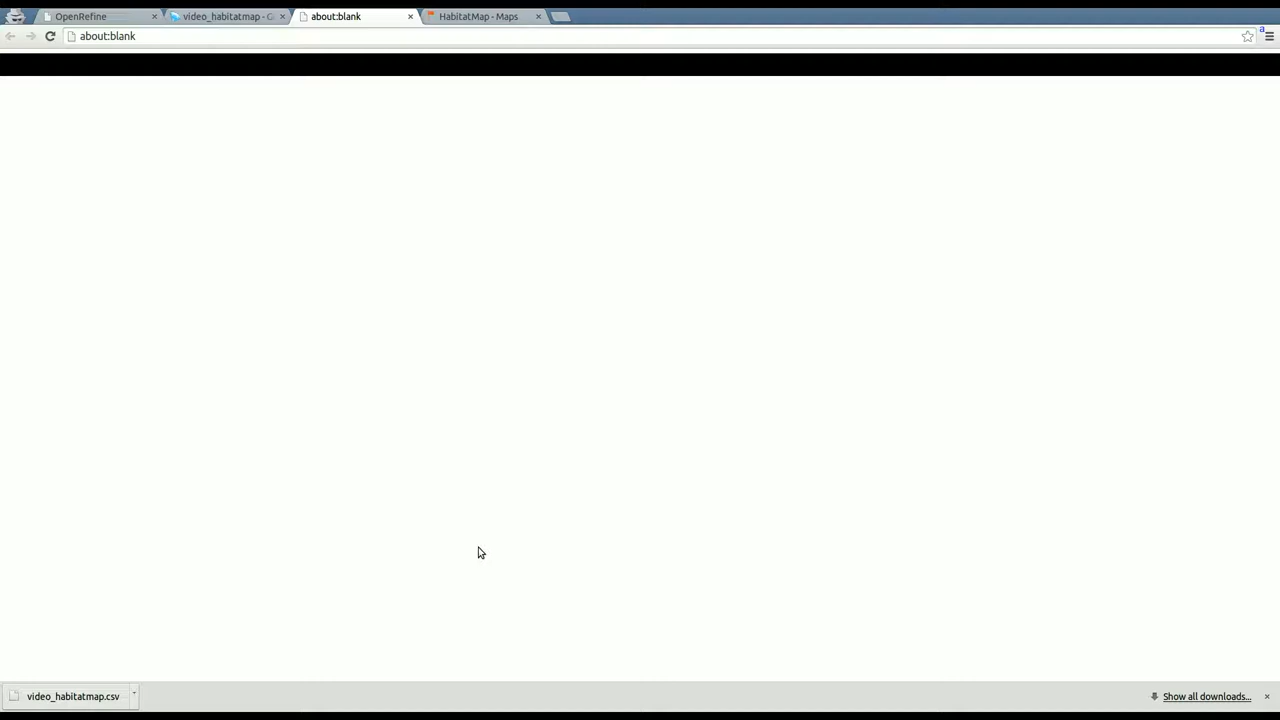 OpenRefine
video_habitatmap - G
about:blank
HabitatMap - Maps
about:blank
video_habitatmap.csv
Show all downloads...